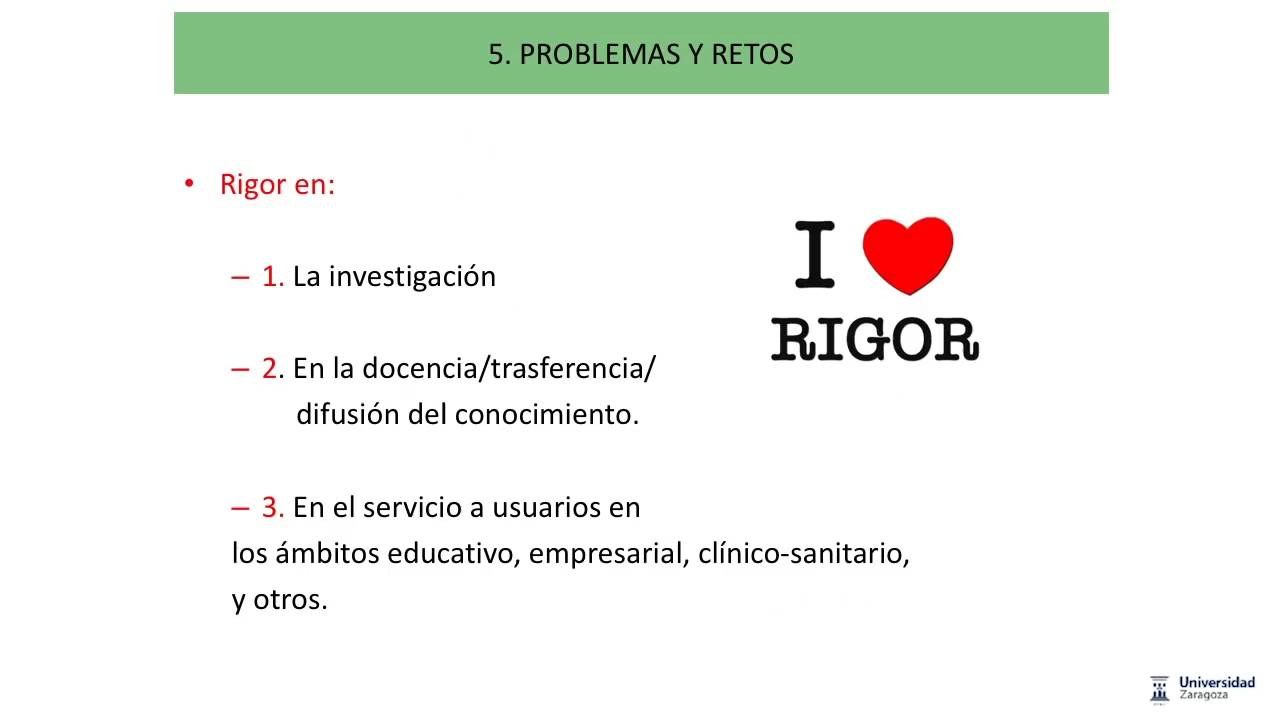 5. PROBLEMAS Y RETOS
• Rigor en:
– 1. La investigación
– 2. En la docencia/trasferencia/
difusión del conocimiento.
– 3. En el servicio a usuarios en
los ámbitos educativo, empresarial, clínico-sanitario,
y otros.
I
RIGOR
Universidad
Zaragoza